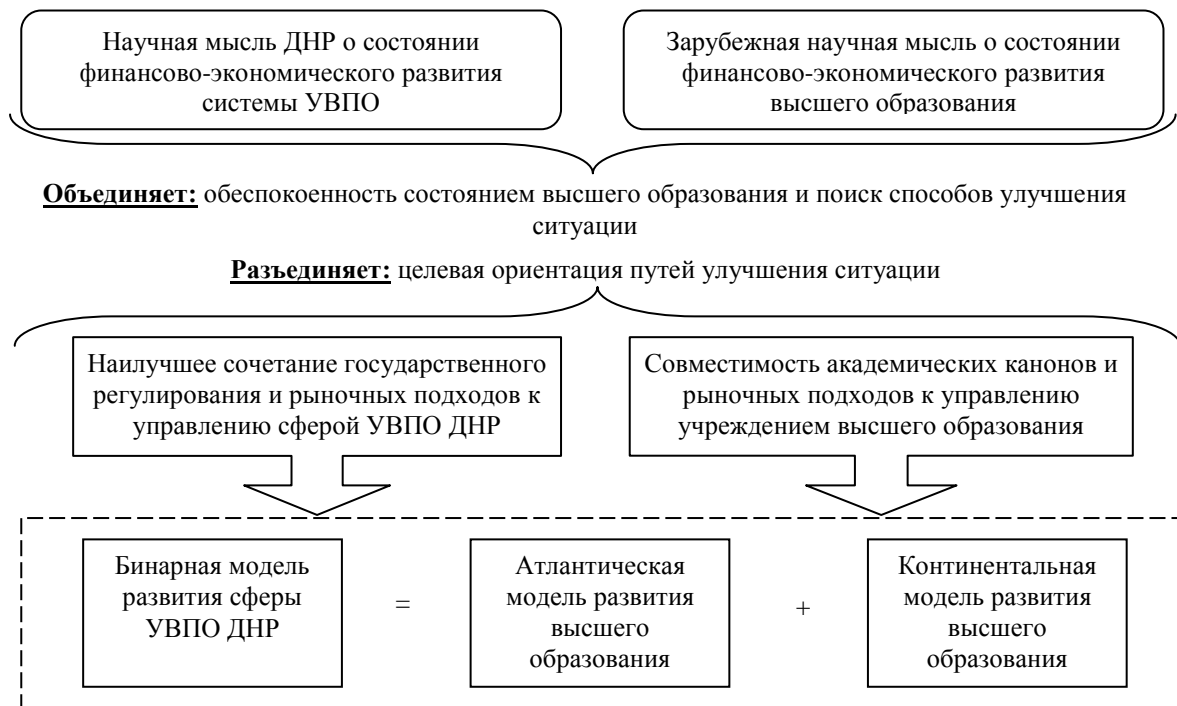 Научная мысль ДНР о состоянии
финансово-экономического развития
системы УВПО
Зарубежная научная мысль о состоянии
финансово-экономического развития
высшего образования
Объединяет: обеспокоенность состоянием высшего образования и поиск способов улучшения
ситуации
Разъединяет: целевая ориентация путей улучшения ситуации
Наилучшее сочетание государственного
регулирования и рыночных подходов к
управлению сферой УВПО ДНР
Совместимость академических канонов и
рыночных подходов к управлению
учреждением высшего образования
Бинарная модель
развития сферы
УВПО ДНР
=
Атлантическая
модель развития
высшего
образования
+
Континентальная
модель развития
высшего
образования